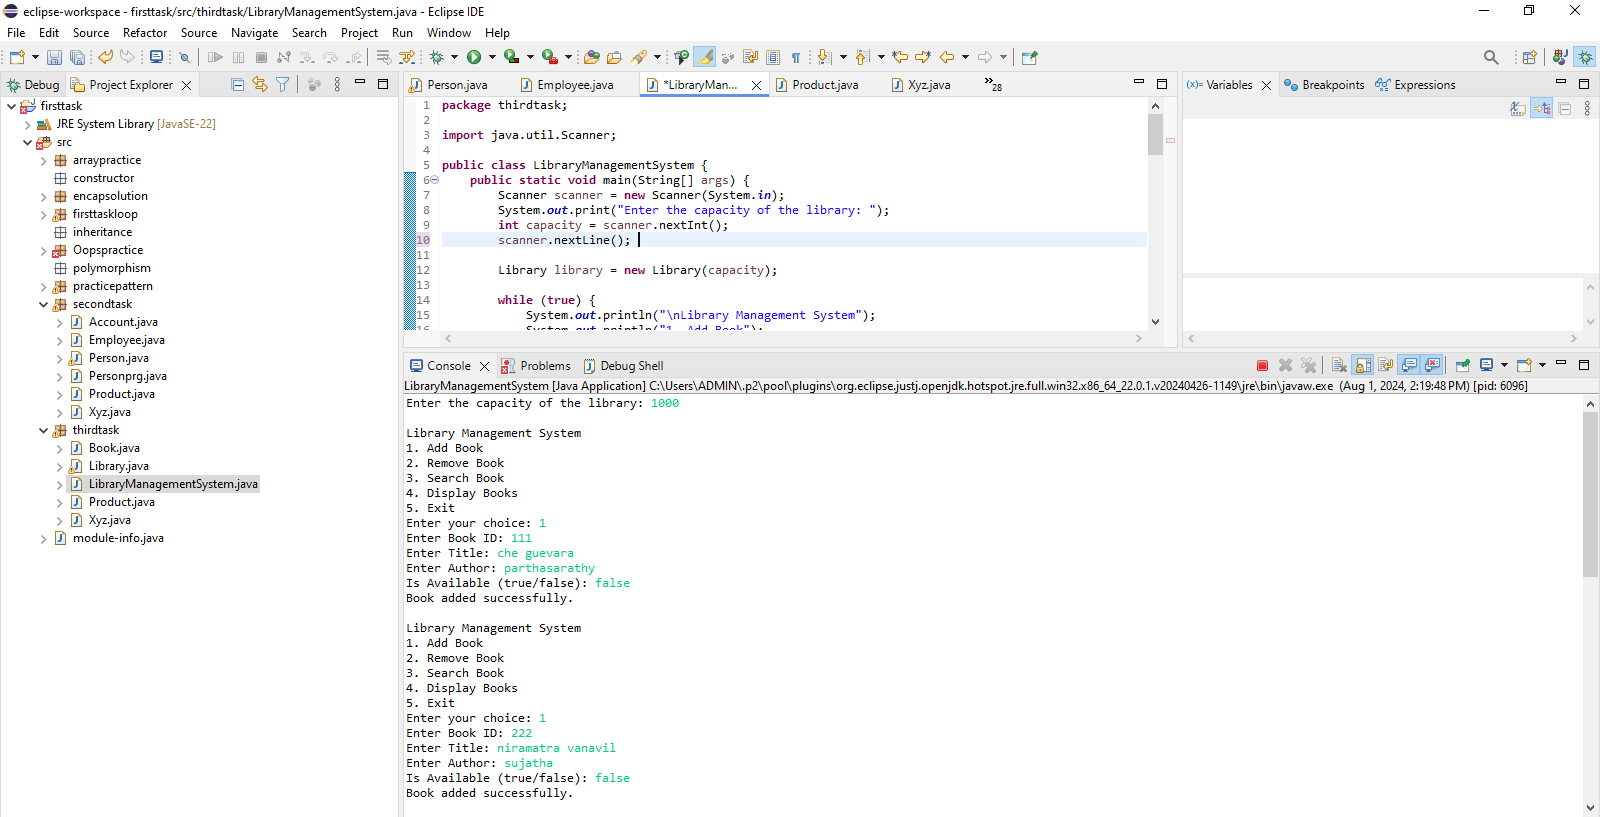 eclipse-workspace - firsttask/src/thirdtask/LibraryManagementSystem.java - Eclipse IDE
File Edit Source Refactor Source Navigate Search Project Run Window Help
Debug Project Explorer
firsttask
JRE System Library [JavaSE-22]
src
arraypractice
constructor
encapsolution
firsttaskloop
inheritance
Oopspractice
polymorphism
practicepattern
secondtask
Account.java
Employee.java
Person.java
Personprg.java
Product.java
Xyz.java
thirdtask
Book.java
Library.java
LibraryManagementSystem.java
Product.java
Xyz.java
module-info.java
Person.java Employee.java *LibraryMan... Product.java Xyz.java »28
1 package thirdtask;
2
3 import java.util.Scanner;
4
5 public class LibraryManagementSystem {
6 public static void main(String[] args) {
7 Scanner scanner = new Scanner(System.in);
8 System.out.print("Enter the capacity of the library: ");
9 int capacity = scanner.nextInt();
10 scanner.nextLine();
11
12 Library library = new Library(capacity);
13
14 while (true) {
15 System.out.println("\nLibrary Management System");
16 System.out.println("1. Add Book");
(x)= Variables Breakpoints Expressions
Console Problems Debug Shell
LibraryManagementSystem [Java Application] C:\Users\ADMIN\.p2\pool\plugins\org.eclipse.justj.openjdk.hotspot.jre.full.win32.x86_64_22.0.1.v20240426-1149\jre\bin\javaw.exe (Aug 1, 2024, 2:19:48 PM) [pid: 6096]
Enter the capacity of the library: 1000
Library Management System
1. Add Book
2. Remove Book
3. Search Book
4. Display Books
5. Exit
Enter your choice: 1
Enter Book ID: 111
Enter Title: che guevara
Enter Author: parthasarathy
Is Available (true/false): false
Book added successfully.
Library Management System
1. Add Book
2. Remove Book
3. Search Book
4. Display Books
5. Exit
Enter your choice: 1
Enter Book ID: 222
Enter Title: niramatra vanavil
Enter Author: sujatha
Is Available (true/false): false
Book added successfully.